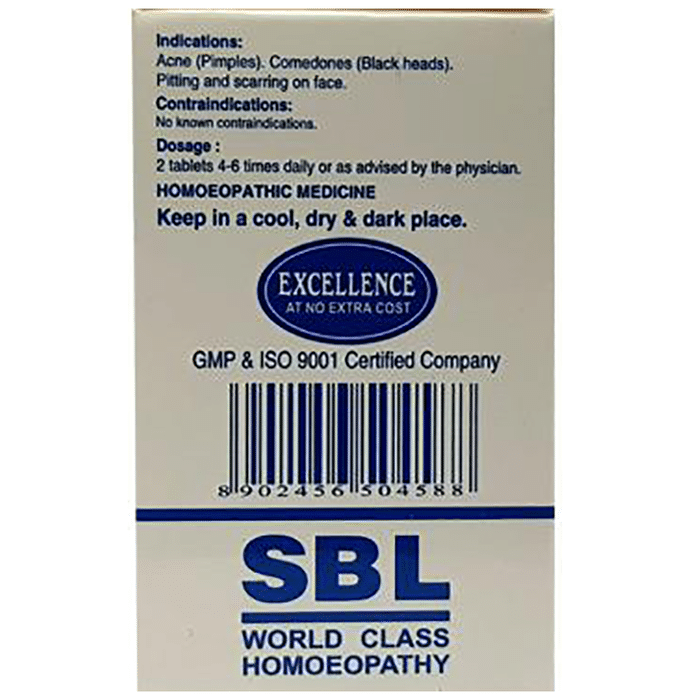 Indications:
Acne (Pimples). Comedones (Black heads).
Pitting and scarring on face.
Contraindications:
No known contraindications.
Dosage :
2 tablets 4-6 times daily or as advised by the physician.
HOMOEOPATHIC MEDICINE
Keep in a cool, dry & dark place.
EXCELLENCE
AT NO EXTRA COST
GMP & ISO 9001 Certified Company
8 902456 504588
SBL
WORLD CLASS
HOMOEOPATHY